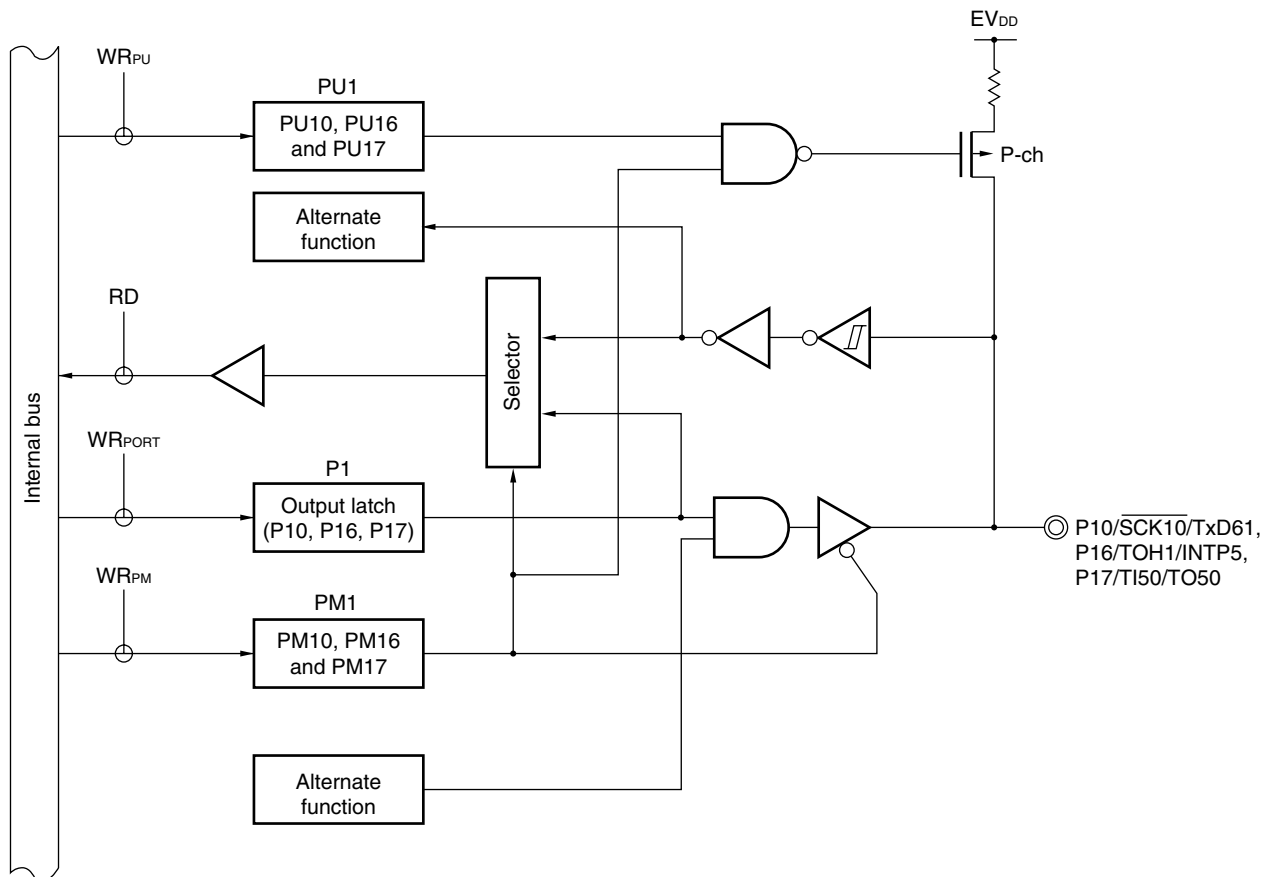 EVDD
WRPU
PU1
PU10, PU16
and PU17
P-ch
Alternate
function
RD
Selector
Internal bus
WRPORT
P1
Output latch
(P10, P16, P17)
P10/SCK10/TxD61,
P16/TOH1/INTP5,
P17/TI50/TO50
WRPM
PM1
PM10, PM16
and PM17
Alternate
function